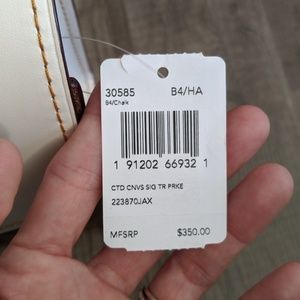 30585 B4/HA
B4/Chalk
1 91202 66932 1
CTD CNVS SIG TR PRKE
223870JAX
MFSRP $350.00